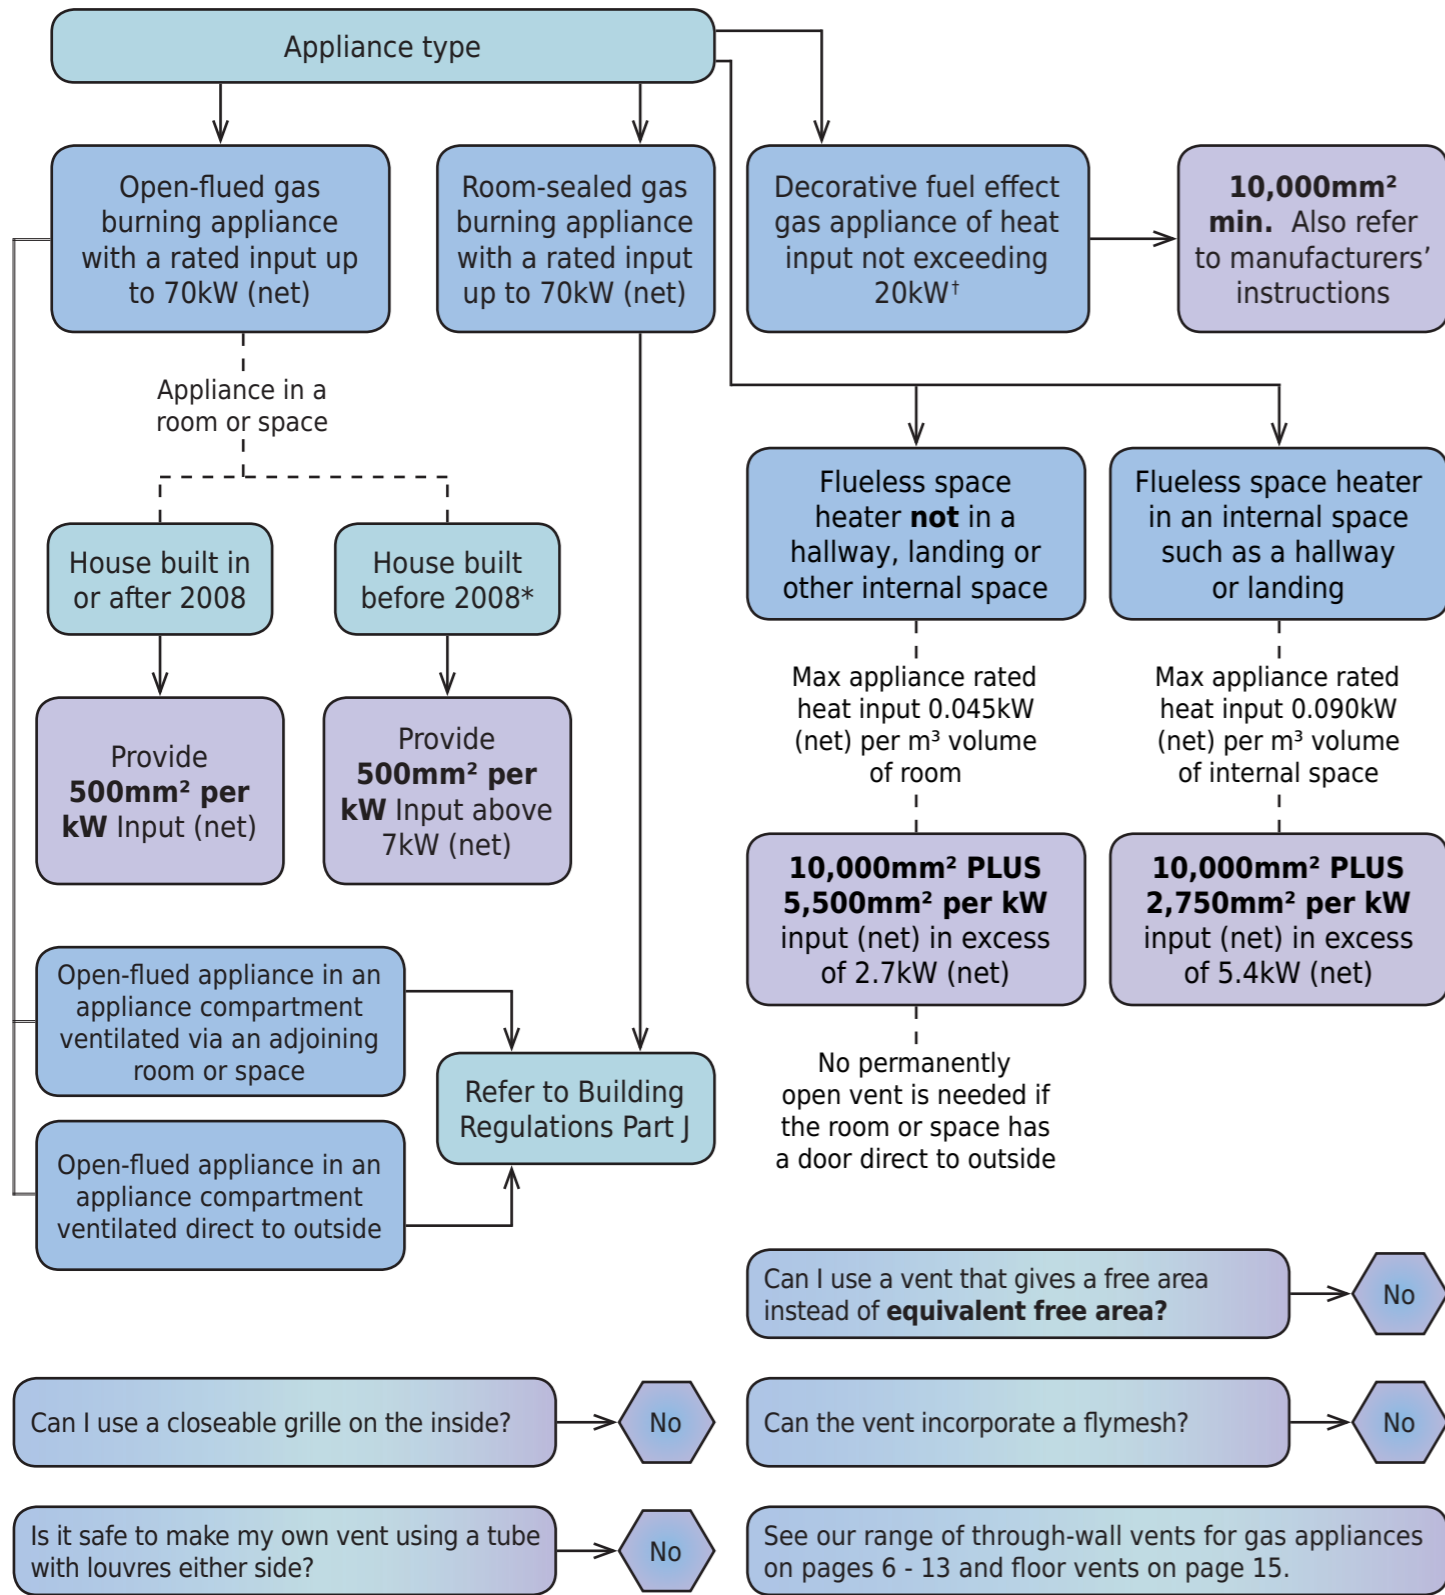 Appliance type
Open-flued gas
burning appliance
with a rated input up
to 70kW (net)
Room-sealed gas
burning appliance
with a rated input
up to 70kW (net)
Decorative fuel effect
gas appliance of heat
input not exceeding
20kW†
10,000mm²
min. Also refer
to manufacturers’
instructions
Appliance in a
room or space
House built in
or after 2008
House built
before 2008*
Provide
500mm² per
kW Input (net)
Provide
500mm² per
kW Input above
7kW (net)
Flueless space
heater not in a
hallway, landing or
other internal space
Flueless space heater
in an internal space
such as a hallway
or landing
Max appliance rated
heat input 0.045kW
(net) per m³ volume
of room
Max appliance rated
heat input 0.090kW
(net) per m³ volume
of internal space
10,000mm² PLUS
5,500mm² per kW
input (net) in excess
of 2.7kW (net)
10,000mm² PLUS
2,750mm² per kW
input (net) in excess
of 5.4kW (net)
No permanently
open vent is needed if
the room or space has
a door direct to outside
Open-flued appliance in an
appliance compartment
ventilated via an adjoining
room or space
Open-flued appliance in an
appliance compartment
ventilated direct to outside
Refer to Building
Regulations Part J
Can I use a vent that gives a free area
instead of equivalent free area?
No
Can I use a closeable grille on the inside?
No
Can the vent incorporate a flymesh?
No
Is it safe to make my own vent using a tube
with louvres either side?
No
See our range of through-wall vents for gas appliances
on pages 6 - 13 and floor vents on page 15.